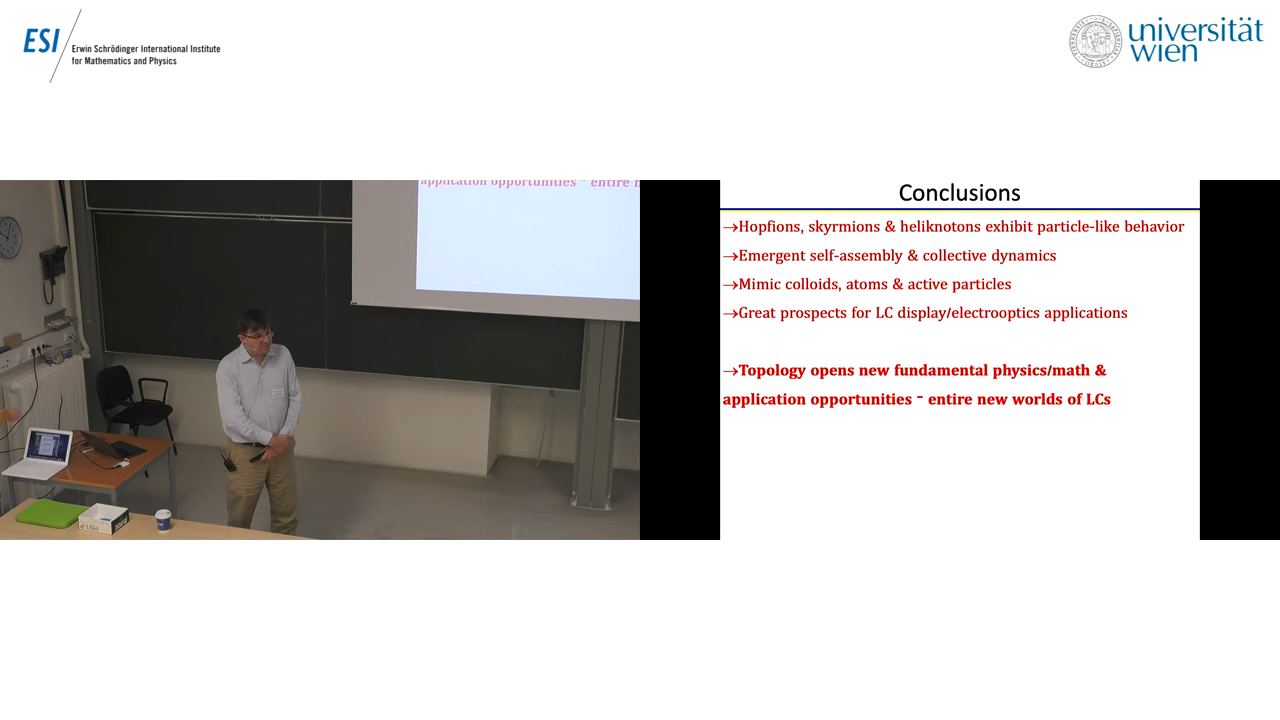 ESI
Erwin Schrödinger International Institute
for Mathematics and Physics
universität
wien
application opportunities - entire
Conclusions
→Hopfions, skyrmions & heliknotons exhibit particle-like behavior
→Emergent self-assembly & collective dynamics
→Mimic colloids, atoms & active particles
→Great prospects for LC display/electrooptics applications
→Topology opens new fundamental physics/math &
application opportunities - entire new worlds of LCs